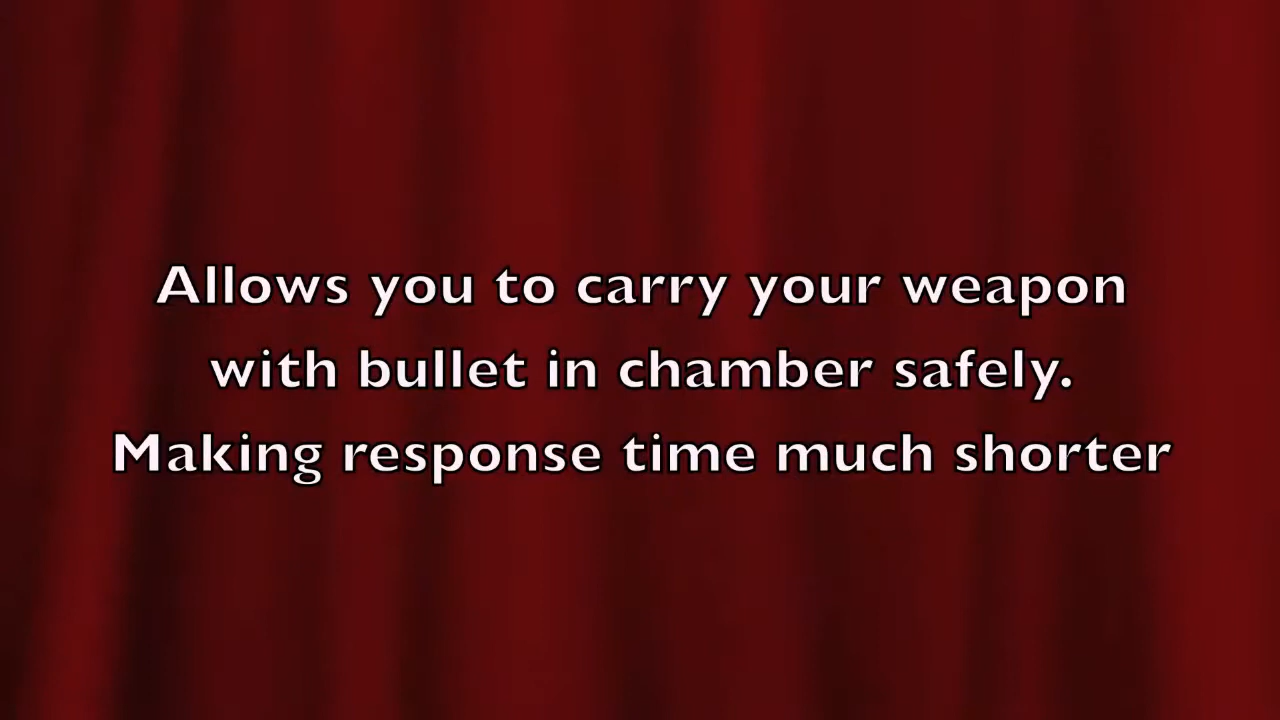 Allows you to carry your weapon
with bullet in chamber safely.
Making response time much shorter